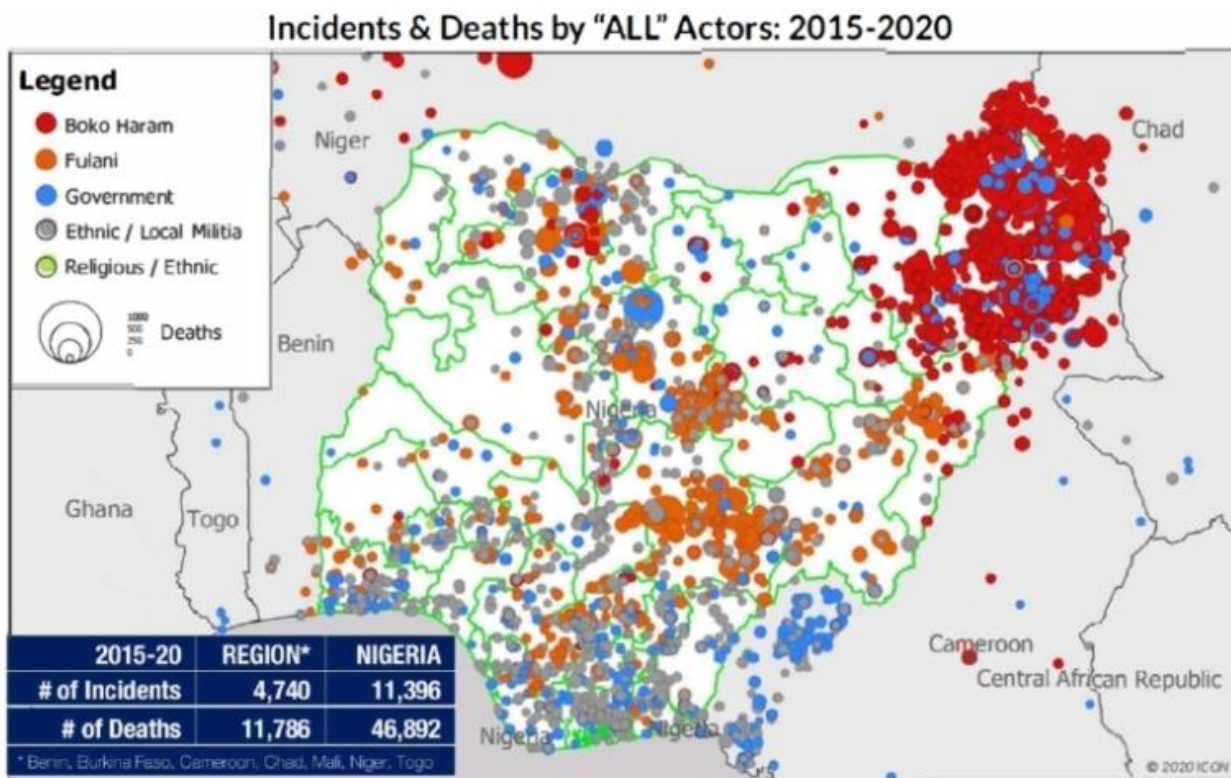 Incidents & Deaths by “ALL” Actors: 2015-2020
Legend
Boko Haram
Fulani
Government
Ethnic / Local Militia
Religious / Ethnic
1000
500
250
0
Deaths
Niger
Chad
Benin
Nigeria
Ghana
Togo
Cameroon
Central African Republic
Nigeria
Nigeria
2015-20 REGION* NIGERIA
# of Incidents 4,740 11,396
# of Deaths 11,786 46,892
* Benin, Burkina Faso, Cameroon, Chad, Mali, Niger, Togo
© 2020 ICON